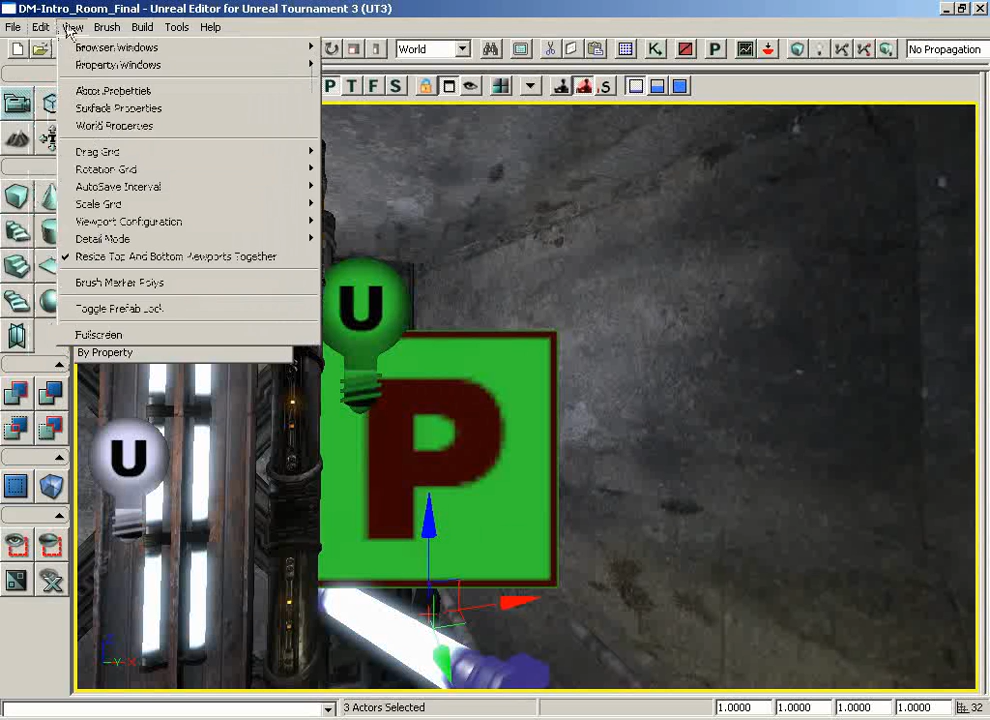 DM-Intro_Room_Final - Unreal Editor for Unreal Tournament 3 (UT3)
File Edit View Brush Build Tools Help
World
K
P
No Propagation
Browser Windows
Property Windows
P T F S
S
Actor Properties
Surface Properties
World Properties
Drag Grid
Rotation Grid
AutoSave Interval
Scale Grid
Viewport Configuration
Detail Mode
Resize Top And Bottom Viewports Together
Brush Marker Polys
Toggle Prefab Lock
Fullscreen
By Property
U
P
U
Y X
3 Actors Selected
1.0000
1.0000
1.0000
1.0000
32